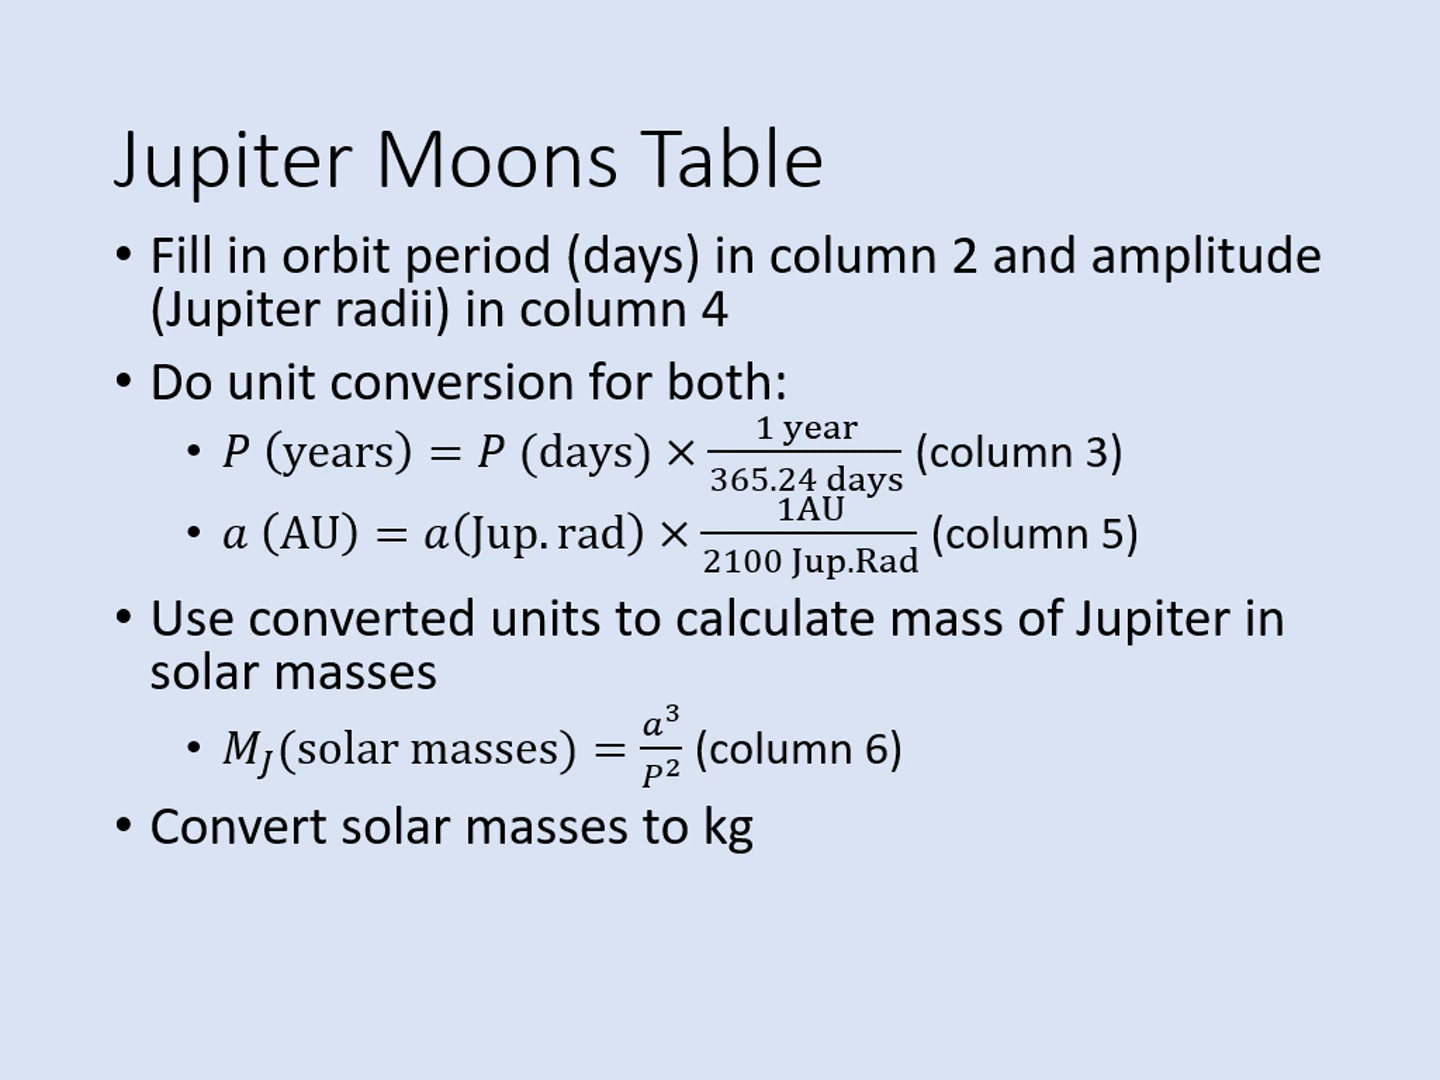 Jupiter Moons Table
• Fill in orbit period (days) in column 2 and amplitude
(Jupiter radii) in column 4
• Do unit conversion for both:
• P (years) = P (days) × 1 year / 365.24 days (column 3)
• a (AU) = a(Jup. rad) × 1AU / 2100 Jup.Rad (column 5)
• Use converted units to calculate mass of Jupiter in
solar masses
• M_J(solar masses) = a³ / P² (column 6)
• Convert solar masses to kg